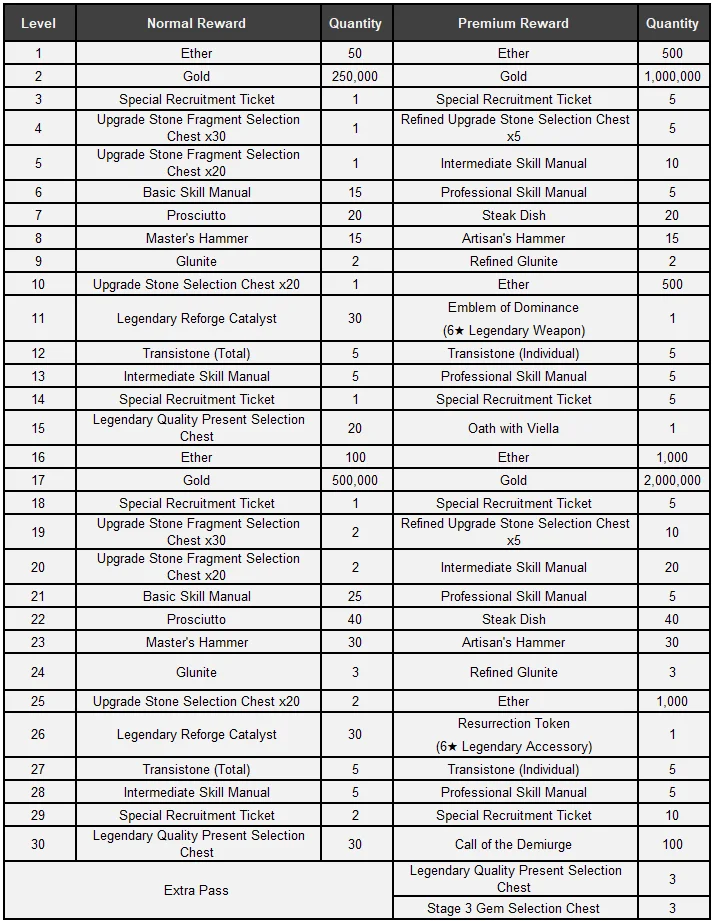 Level Normal Reward Quantity Premium Reward Quantity
1 Ether 50 Ether 500
2 Gold 250,000 Gold 1,000,000
3 Special Recruitment Ticket 1 Special Recruitment Ticket 5
4 Upgrade Stone Fragment Selection Chest x30 1 Refined Upgrade Stone Selection Chest x5 5
5 Upgrade Stone Fragment Selection Chest x20 1 Intermediate Skill Manual 10
6 Basic Skill Manual 15 Professional Skill Manual 5
7 Prosciutto 20 Steak Dish 20
8 Master's Hammer 15 Artisan's Hammer 15
9 Glunite 2 Refined Glunite 2
10 Upgrade Stone Selection Chest x20 1 Ether 500
11 Legendary Reforge Catalyst 30 Emblem of Dominance (6★ Legendary Weapon) 1
12 Transistone (Total) 5 Transistone (Individual) 5
13 Intermediate Skill Manual 5 Professional Skill Manual 5
14 Special Recruitment Ticket 1 Special Recruitment Ticket 5
15 Legendary Quality Present Selection Chest 20 Oath with Viella 1
16 Ether 100 Ether 1,000
17 Gold 500,000 Gold 2,000,000
18 Special Recruitment Ticket 1 Special Recruitment Ticket 5
19 Upgrade Stone Fragment Selection Chest x30 2 Refined Upgrade Stone Selection Chest x5 10
20 Upgrade Stone Fragment Selection Chest x20 2 Intermediate Skill Manual 20
21 Basic Skill Manual 25 Professional Skill Manual 5
22 Prosciutto 40 Steak Dish 40
23 Master's Hammer 30 Artisan's Hammer 30
24 Glunite 3 Refined Glunite 3
25 Upgrade Stone Selection Chest x20 2 Ether 1,000
26 Legendary Reforge Catalyst 30 Resurrection Token (6★ Legendary Accessory) 1
27 Transistone (Total) 5 Transistone (Individual) 5
28 Intermediate Skill Manual 5 Professional Skill Manual 5
29 Special Recruitment Ticket 2 Special Recruitment Ticket 10
30 Legendary Quality Present Selection Chest 30 Call of the Demiurge 100
Extra Pass Legendary Quality Present Selection Chest 3
Stage 3 Gem Selection Chest 3